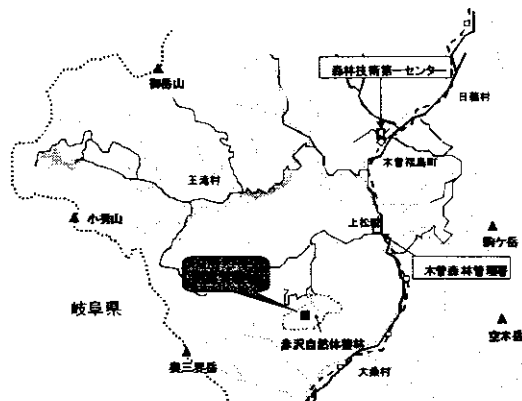 御岳山
森林技術第一センター
日義村
木曽福島町
王滝村
小秀山
上松町
駒ケ岳
木曽森林管理署
岐阜県
赤沢自然休養林
空木岳
奥三界岳
大桑村